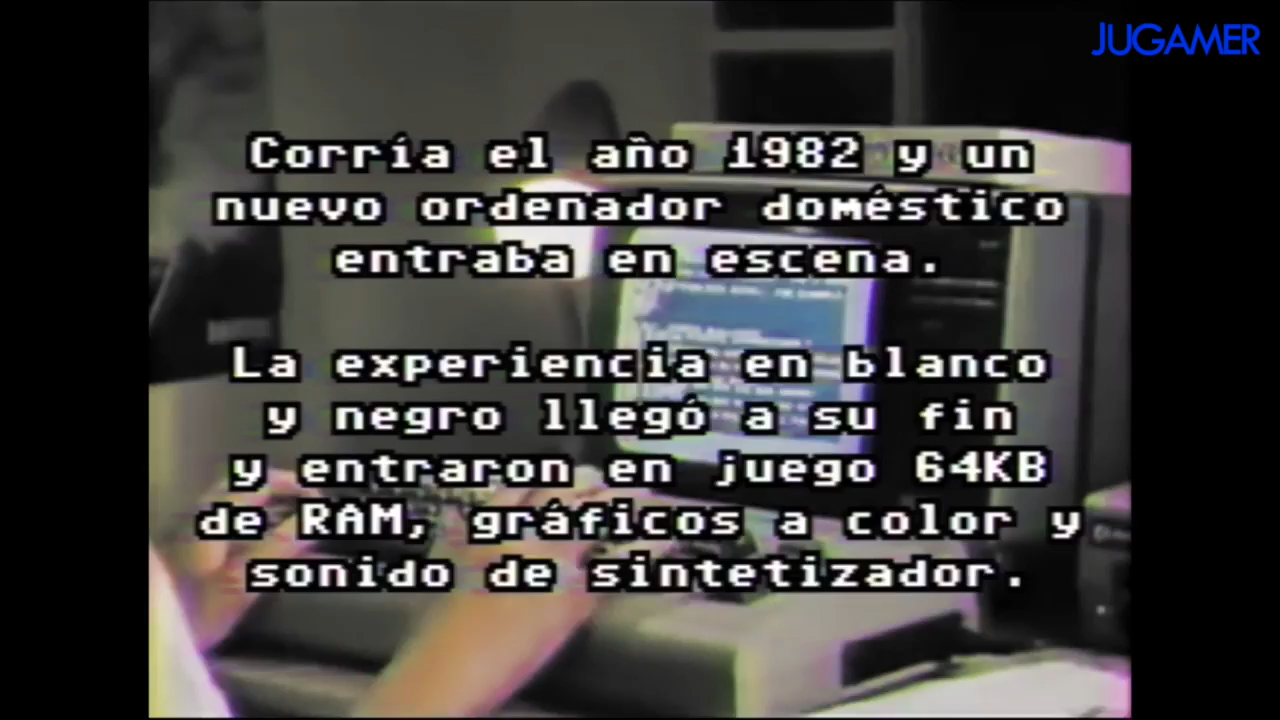 JUGAMER
Corría el año 1982 y un
nuevo ordenador doméstico
entraba en escena.
La experiencia en blanco
y negro llegó a su fin
y entraron en juego 64KB
de RAM, gráficos a color y
sonido de sintetizador.